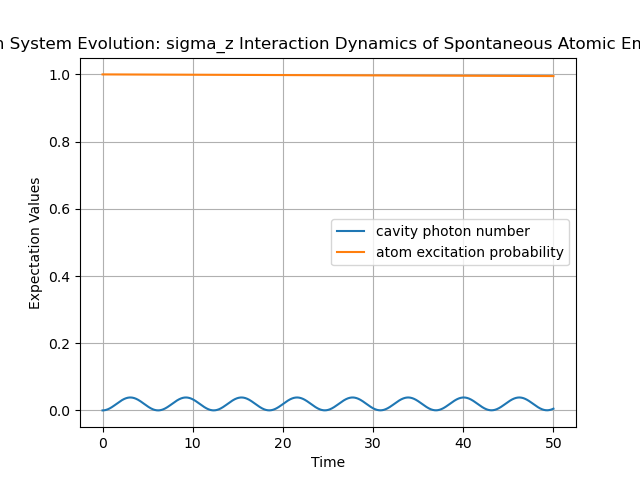 System Evolution: sigma_z Interaction Dynamics of Spontaneous Atomic
1.0
0.8
0.6
0.4
0.2
0.0
Expectation Values
cavity photon number
atom excitation probability
0 10 20 30 40 50
Time